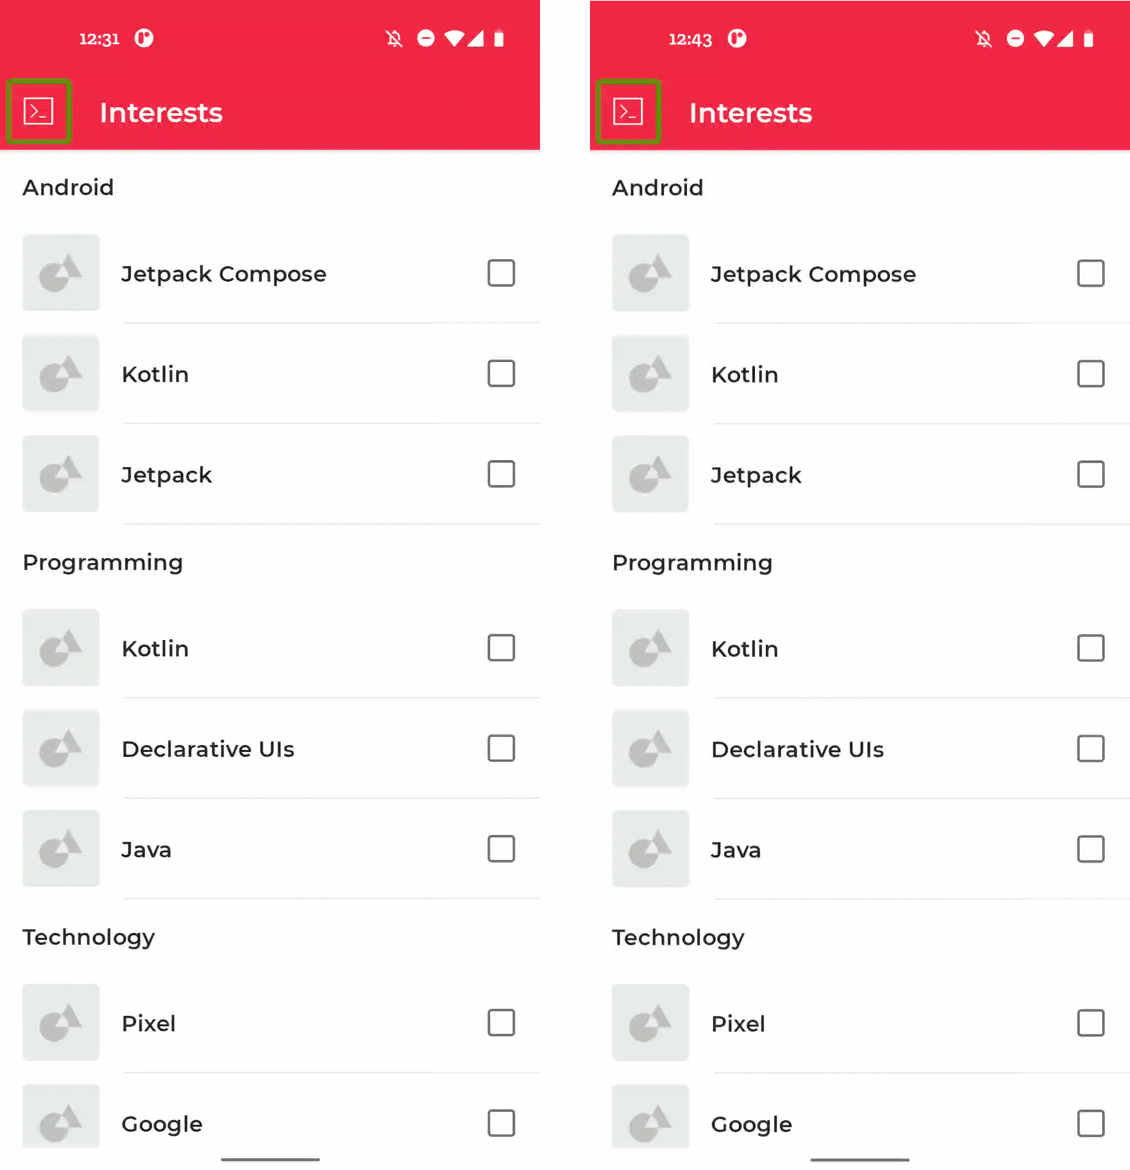 12:31
Interests
Android
Jetpack Compose
Kotlin
Jetpack
Programming
Kotlin
Declarative UIs
Java
Technology
Pixel
Google
12:43
Interests
Android
Jetpack Compose
Kotlin
Jetpack
Programming
Kotlin
Declarative UIs
Java
Technology
Pixel
Google